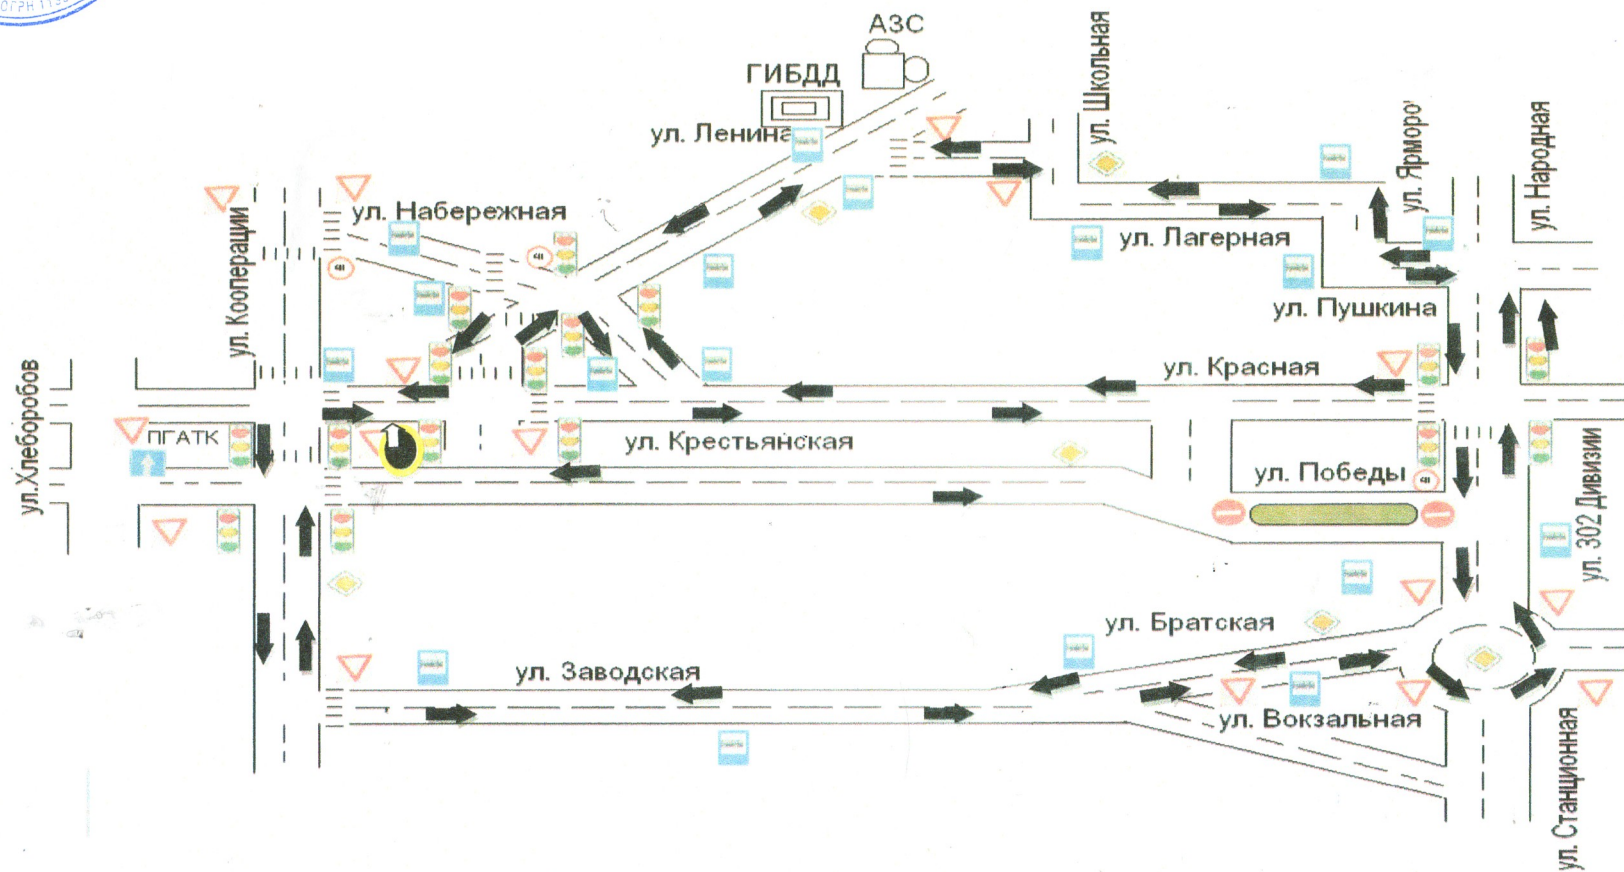 АЗС
ГИБДД
ул. Школьная
ул. Ленина
ул. Ярморо
ул. Народная
ул. Набережная
ул. Кооперации
ул. Лагерная
ул. Пушкина
ул. Красная
ул.Хлеборобов
ПГАТК
ул. Крестьянская
ул. Победы
ул. 302 Дивизии
ул. Братская
ул. Заводская
ул. Вокзальная
ул. Станционная